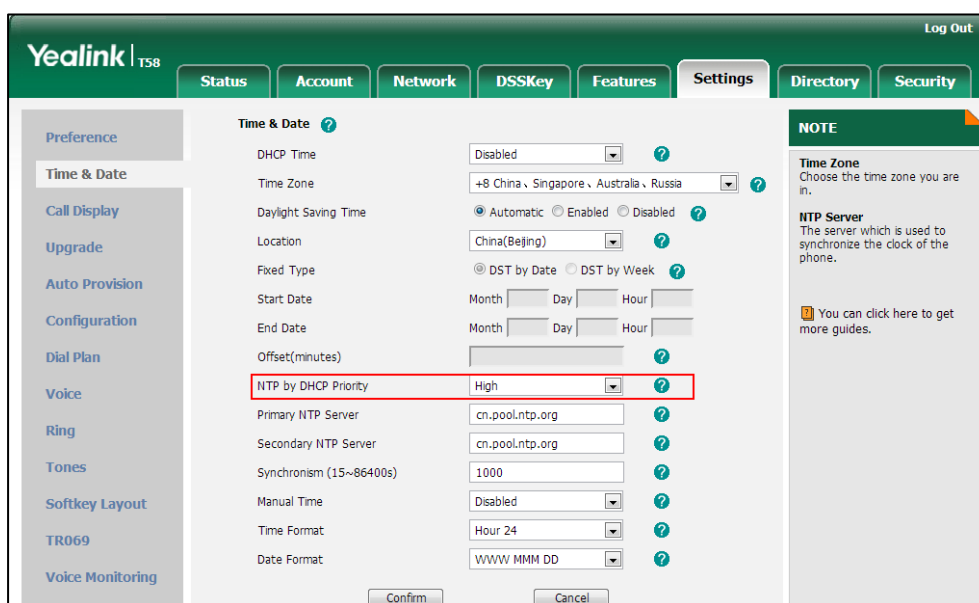 Log Out
Yealink T58
Status Account Network DSSKey Features Settings Directory Security
Preference
Time & Date
Call Display
Upgrade
Auto Provision
Configuration
Dial Plan
Voice
Ring
Tones
Softkey Layout
TR069
Voice Monitoring
Time & Date ?
DHCP Time Disabled ?
Time Zone +8 China、Singapore、Australia、Russia ?
Daylight Saving Time Automatic Enabled Disabled ?
Location China(Beijing) ?
Fixed Type DST by Date DST by Week ?
Start Date Month Day Hour
End Date Month Day Hour
Offset(minutes) ?
NTP by DHCP Priority High ?
Primary NTP Server cn.pool.ntp.org ?
Secondary NTP Server cn.pool.ntp.org ?
Synchronism (15~86400s) 1000 ?
Manual Time Disabled ?
Time Format Hour 24 ?
Date Format WWW MMM DD ?
Confirm Cancel
NOTE
Time Zone
Choose the time zone you are
in.
NTP Server
The server which is used to
synchronize the clock of the
phone.
? You can click here to get
more guides.